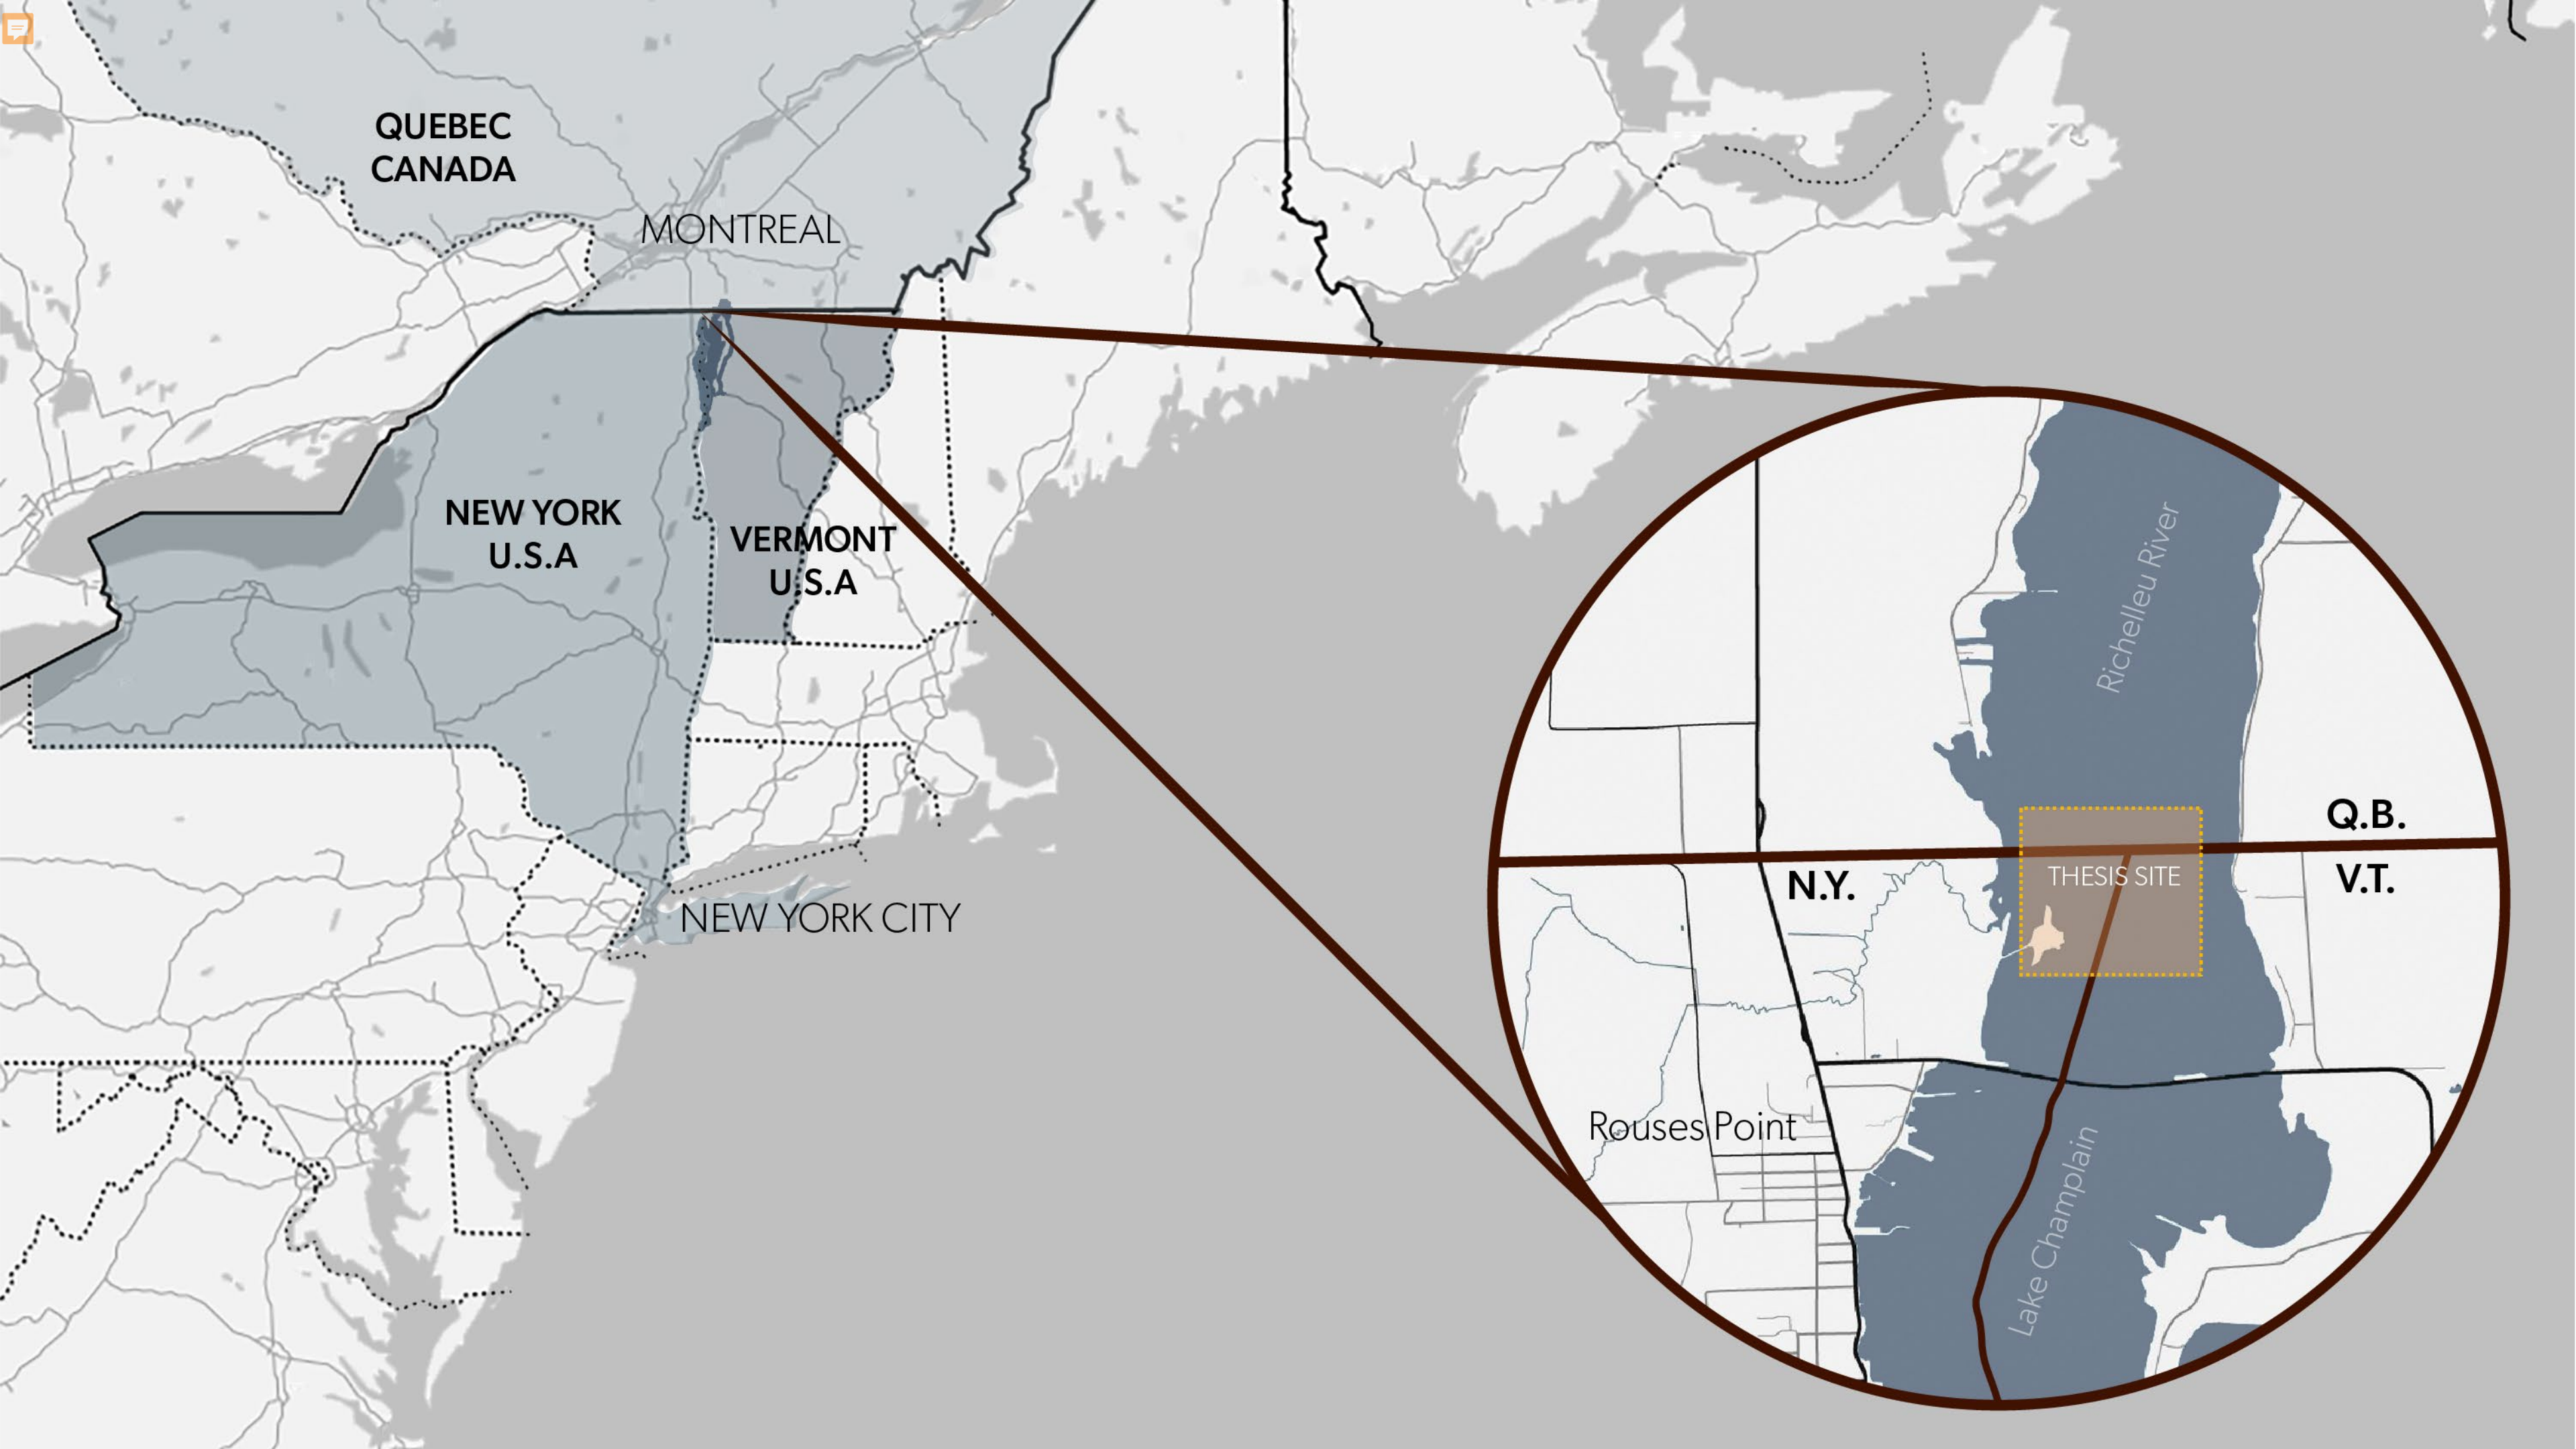 QUEBEC
CANADA
MONTREAL
NEW YORK
U.S.A
VERMONT
U.S.A
NEW YORK CITY
Richelleu River
Q.B.
THESIS SITE
N.Y.
V.T.
Rouses Point
Lake Champlain